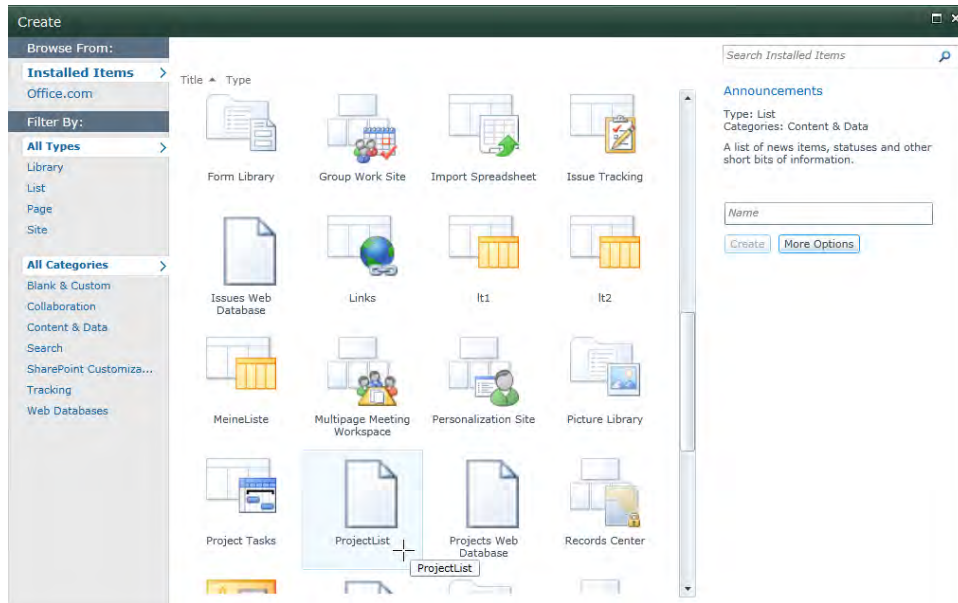 Create
Browse From:
Installed Items
Office.com
Filter By:
All Types
Library
List
Page
Site
All Categories
Blank & Custom
Collaboration
Content & Data
Search
SharePoint Customiza...
Tracking
Web Databases
Title Type
Form Library
Group Work Site
Import Spreadsheet
Issue Tracking
Issues Web
Database
Links
lt1
lt2
MeineListe
Multipage Meeting
Workspace
Personalization Site
Picture Library
Project Tasks
ProjectList
Projects Web
Database
Records Center
ProjectList
Search Installed Items
Announcements
Type: List
Categories: Content & Data
A list of news items, statuses and other
short bits of information.
Name
Create
More Options